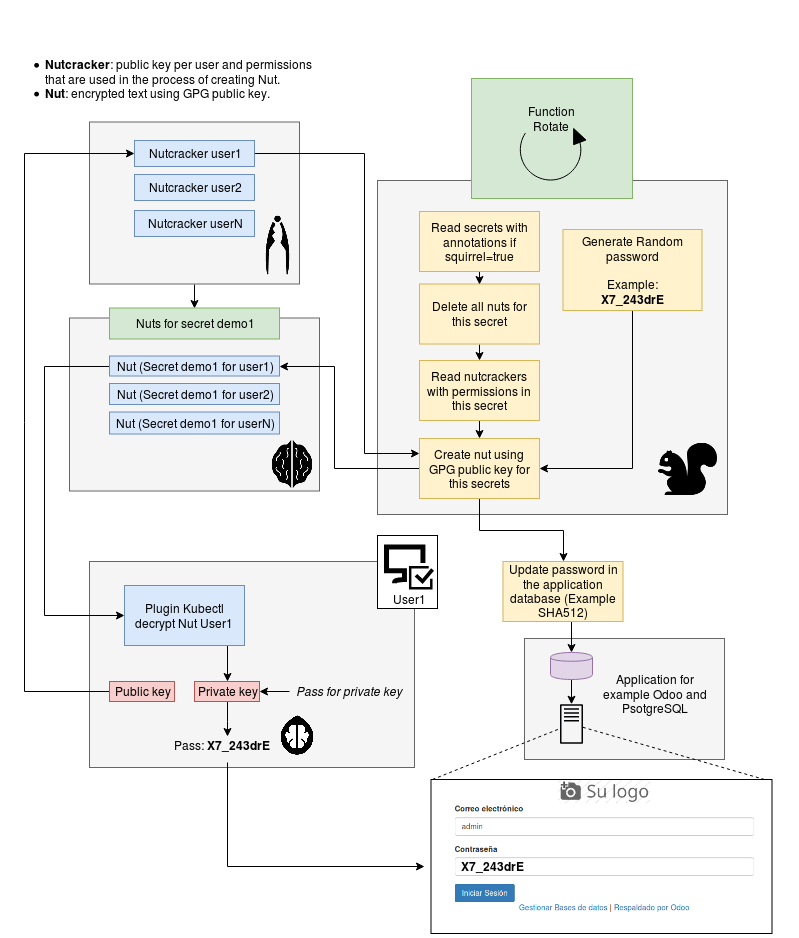 Nutcracker: public key per user and permissions
that are used in the process of creating Nut.
Nut: encrypted text using GPG public key.
Function
Rotate
Nutcracker user1
Nutcracker user2
Nutcracker userN
Read secrets with
annotations if
squirrel=true
Generate Random
password
Example:
X7_243drE
Delete all nuts for
this secret
Nuts for secret demo1
Nut (Secret demo1 for user1)
Nut (Secret demo1 for user2)
Nut (Secret demo1 for userN)
Read nutcrackers
with permissions in
this secret
Create nut using
GPG public key for
this secrets
User1
Plugin Kubectl
decrypt Nut User1
Update password in
the application
database (Example
SHA512)
Public key
Private key
Pass for private key
Pass: X7_243drE
Application for
example Odoo and
PsotgreSQL
Su logo
Correo electrónico
admin
Contraseña
X7_243drE
Iniciar Sesión
Gestionar Bases de datos | Respaldado por Odoo